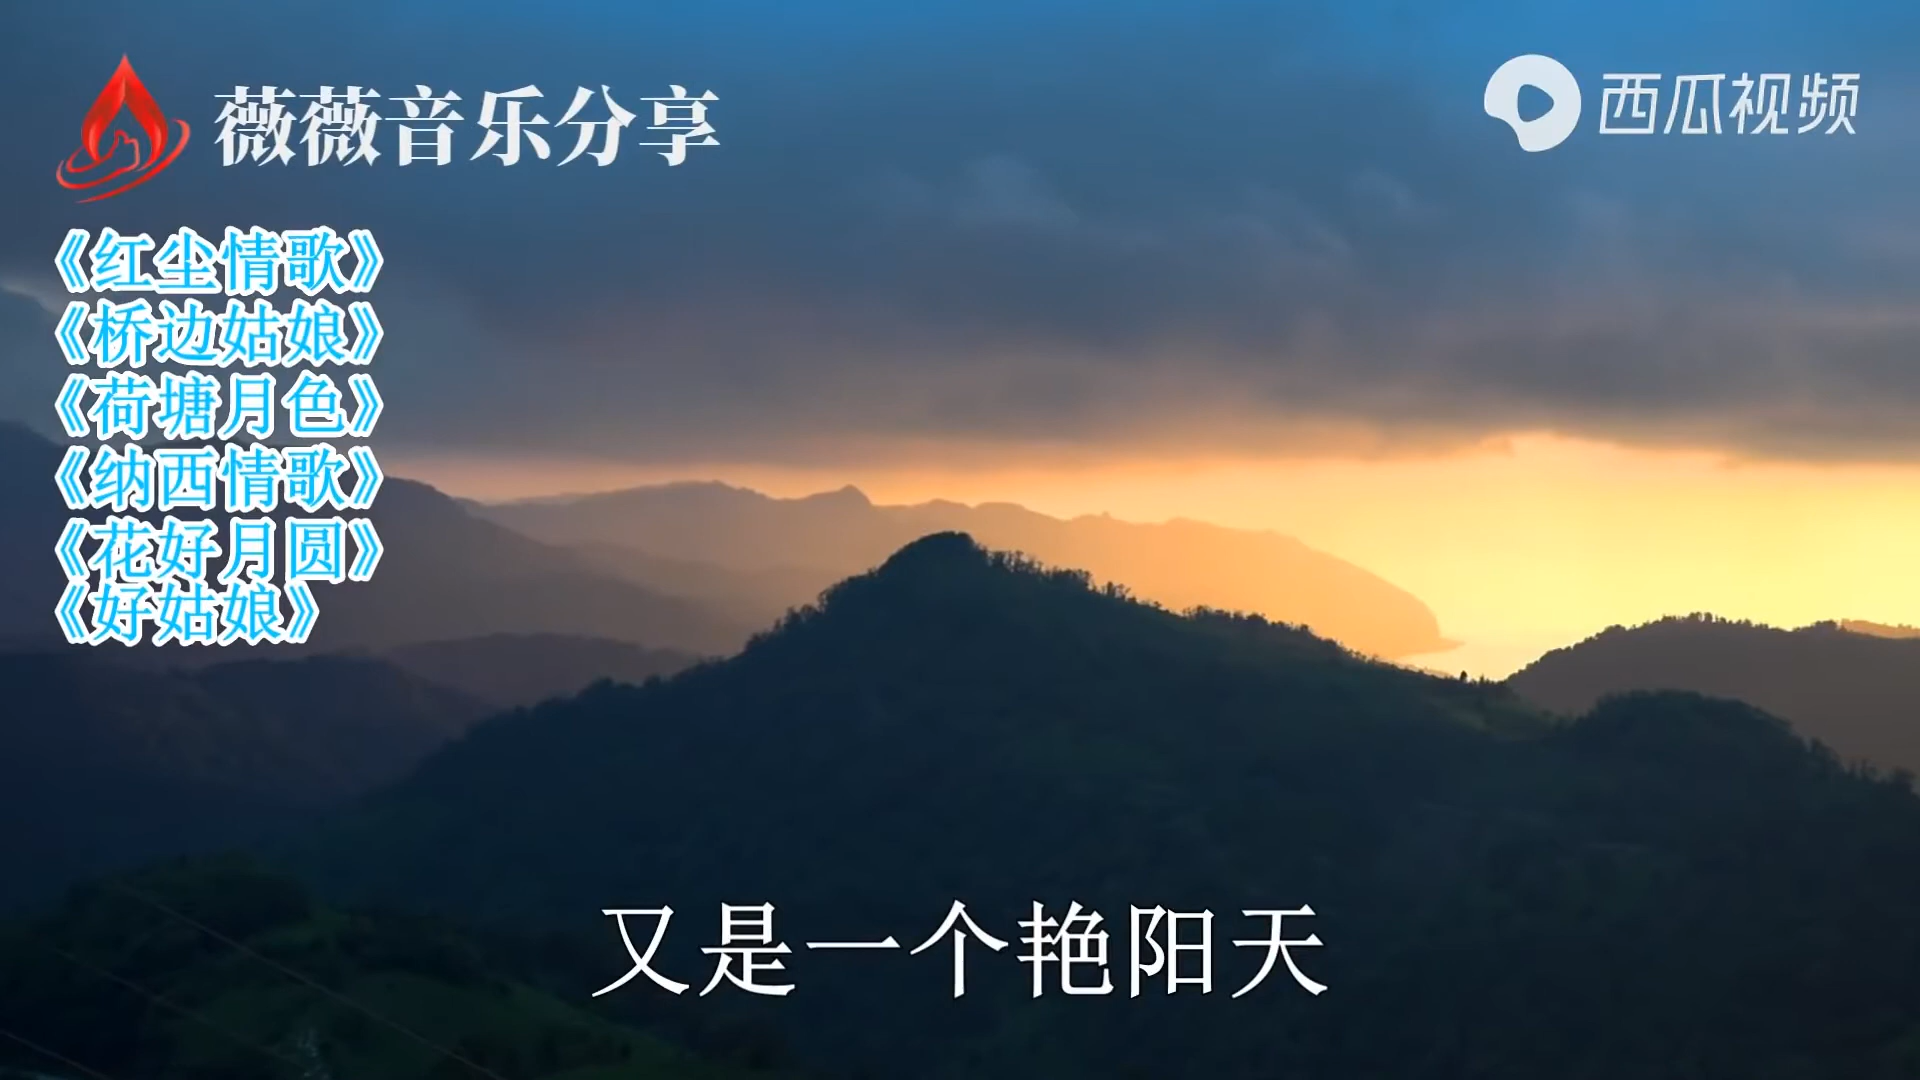 薇薇音乐分享
西瓜视频
《红尘情歌》
《桥边姑娘》
《荷塘月色》
《纳西情歌》
《花好月圆》
《好姑娘》
又是一个艳阳天